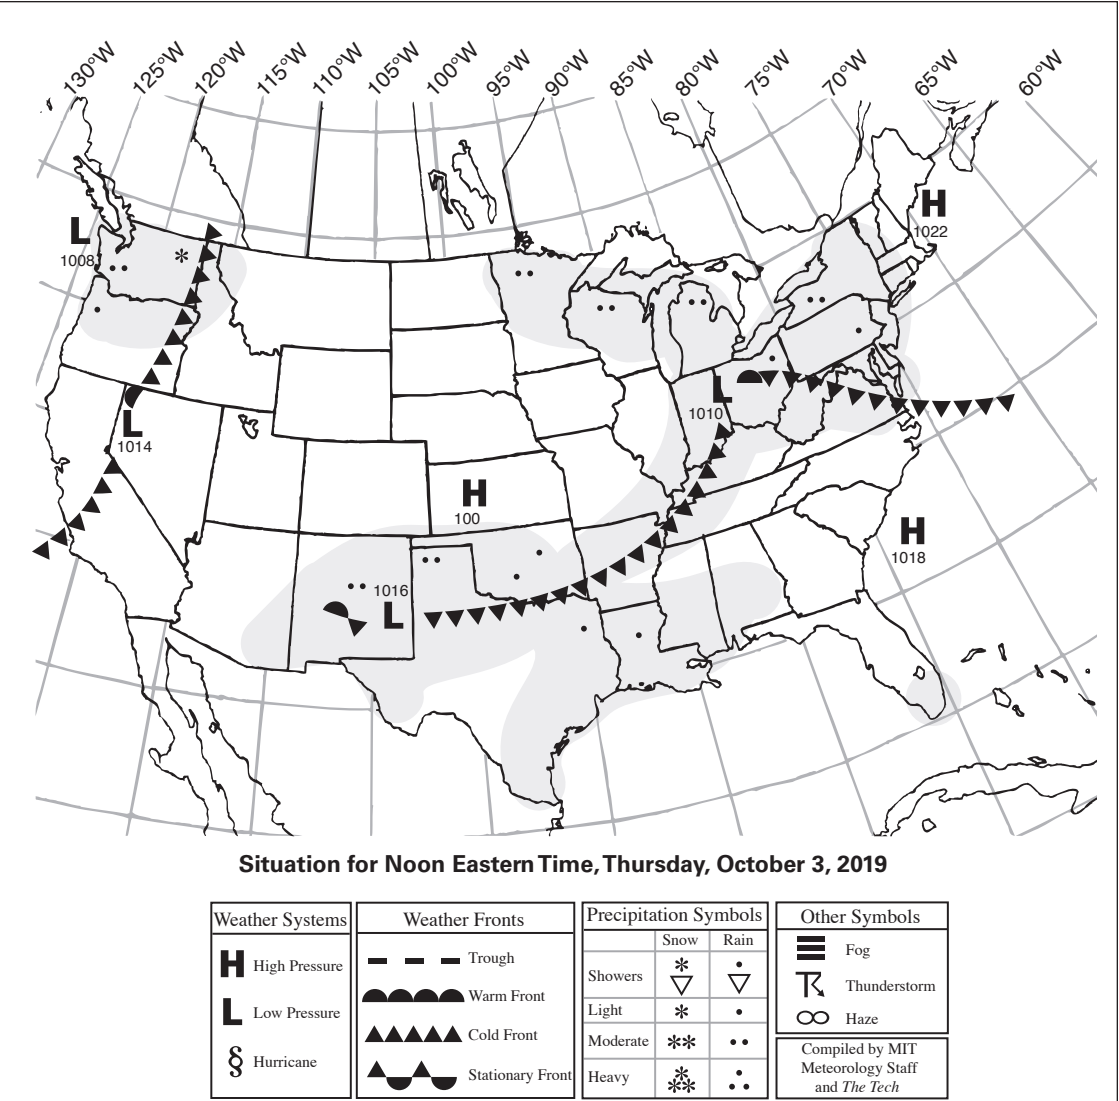 130°W 125°W 120°W 115°W 110°W 105°W 100°W 95°W 90°W 85°W 80°W 75°W 70°W 65°W 60°W
H
1022
L
1008
L
1010
L
1014
H
100
H
1018
1016
L
Situation for Noon Eastern Time, Thursday, October 3, 2019
Weather Systems
H High Pressure
L Low Pressure
§ Hurricane
Weather Fronts
Trough
Warm Front
Cold Front
Stationary Front
Precipitation Symbols
Snow Rain
Showers
Light
Moderate
Heavy
Other Symbols
Fog
Thunderstorm
Haze
Compiled by MIT
Meteorology Staff
and The Tech